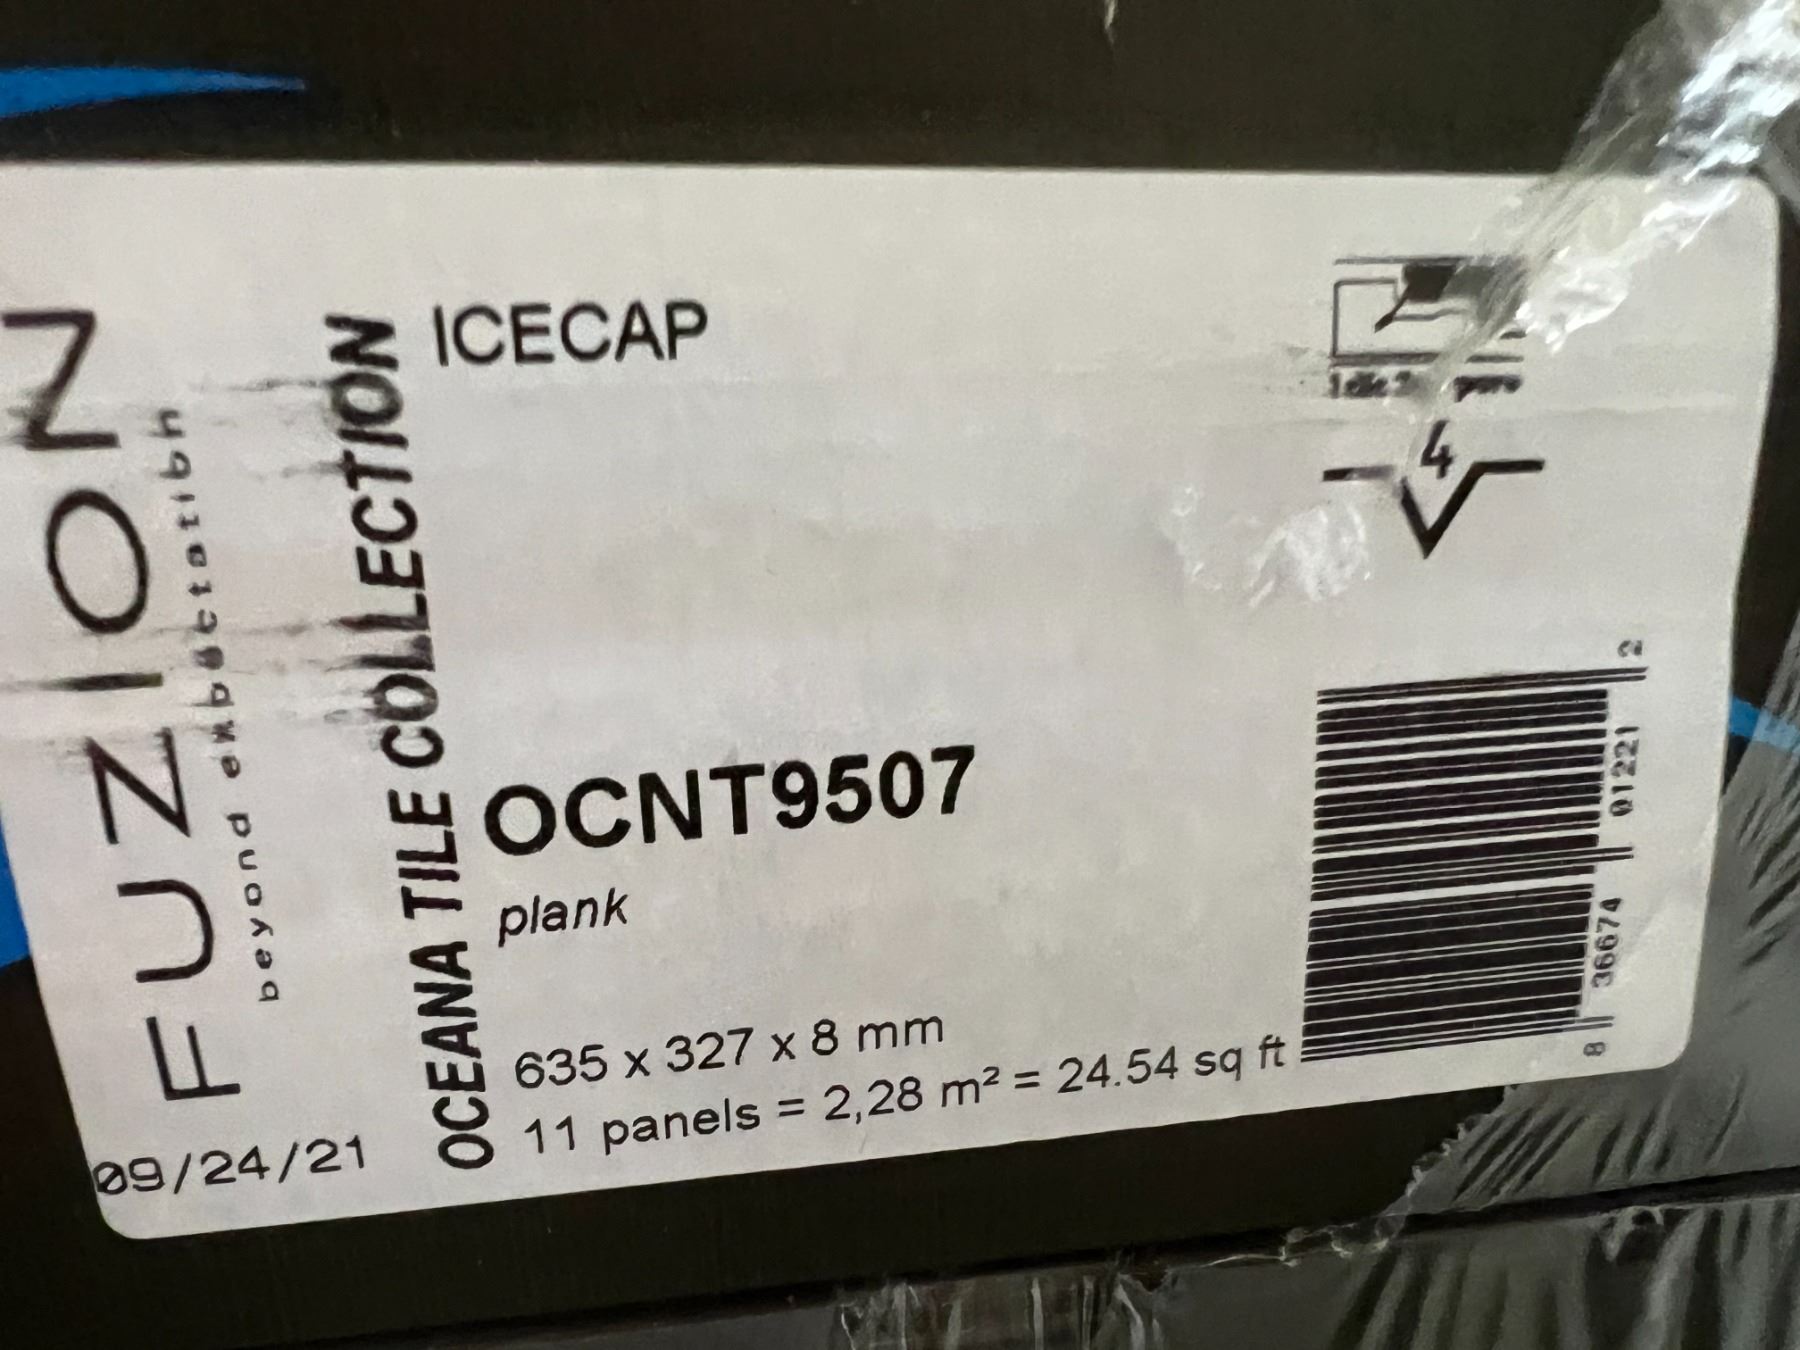 FUZION
beyond expectation
OCEANA TILE COLLECTION
ICECAP
4
OCNT9507
plank
635 x 327 x 8 mm
11 panels = 2,28 m² = 24.54 sq ft
09/24/21
8 36674 01221 2